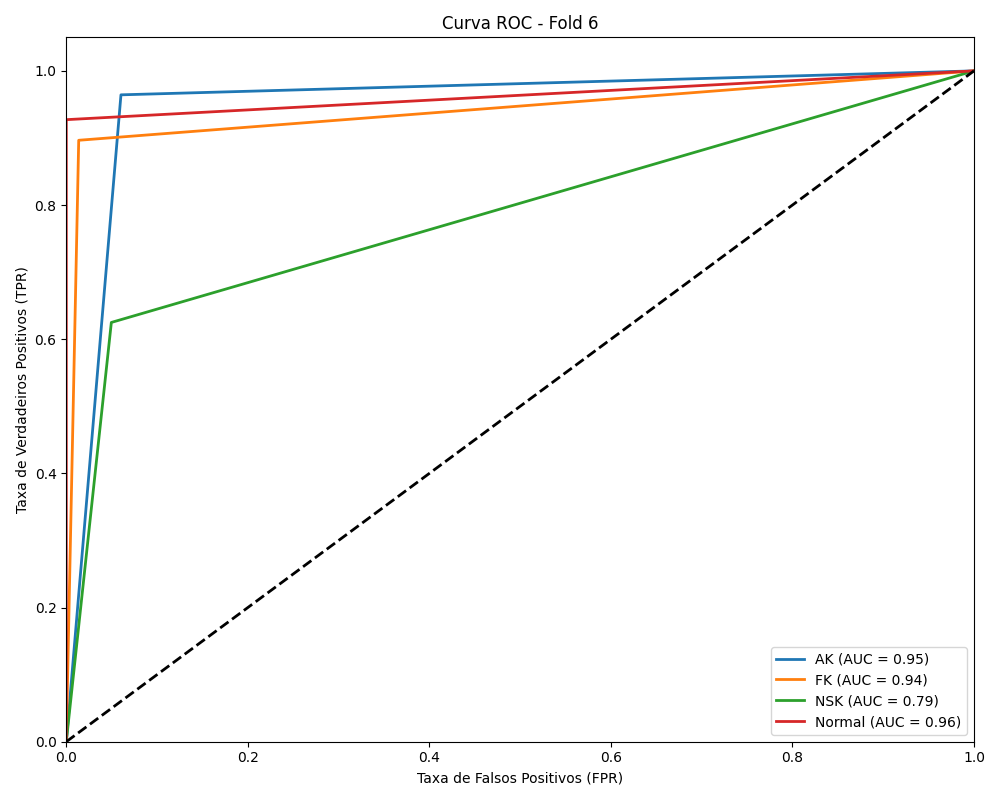 Curva ROC - Fold 6
Taxa de Verdadeiros Positivos (TPR)
1.0
0.8
0.6
0.4
0.2
0.0
0.0 0.2 0.4 0.6 0.8 1.0
Taxa de Falsos Positivos (FPR)
AK (AUC = 0.95)
FK (AUC = 0.94)
NSK (AUC = 0.79)
Normal (AUC = 0.96)